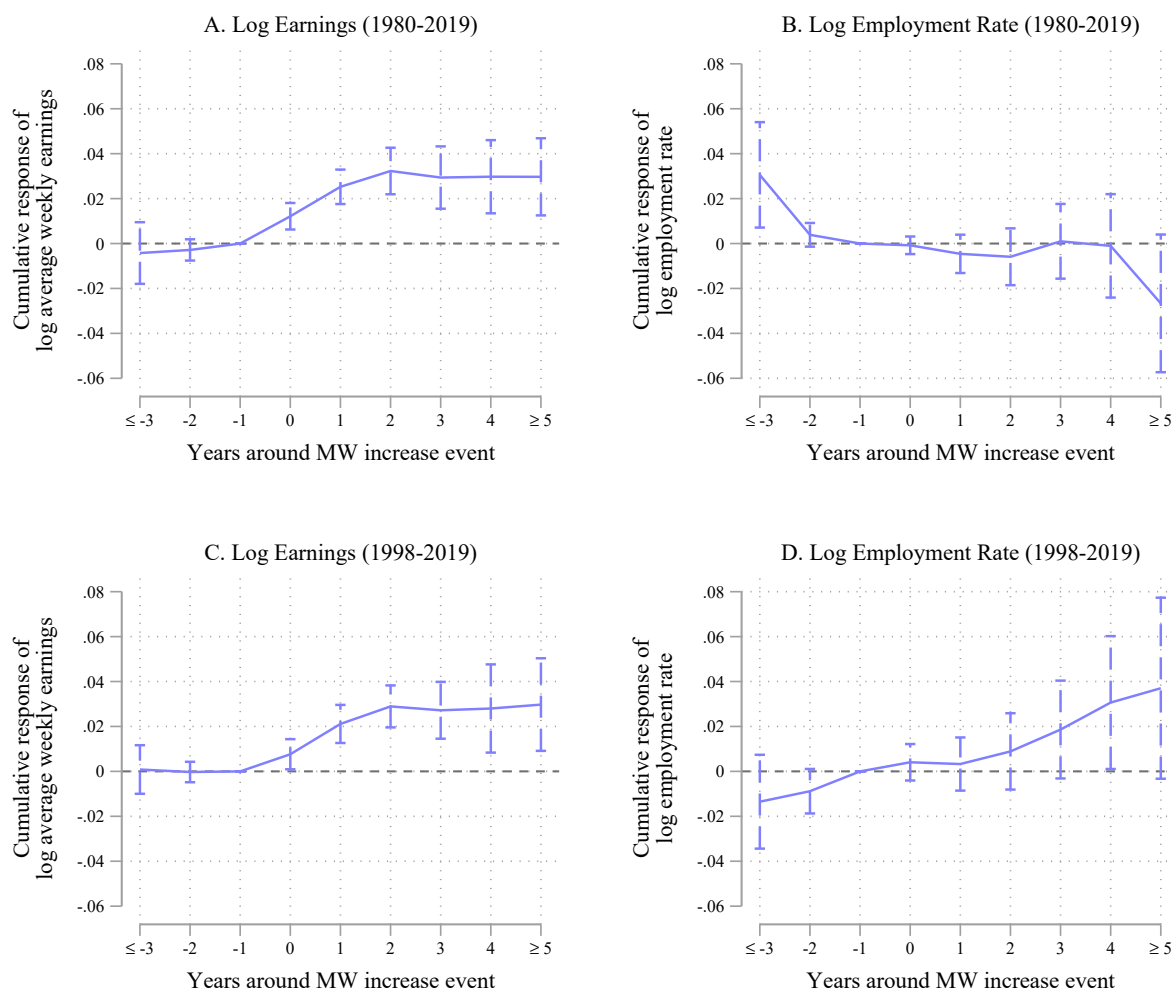 A. Log Earnings (1980-2019)
Cumulative response of
log average weekly earnings
.08
.06
.04
.02
0
-.02
-.04
-.06
≤ -3 -2 -1 0 1 2 3 4 ≥ 5
Years around MW increase event
B. Log Employment Rate (1980-2019)
Cumulative response of
log employment rate
.08
.06
.04
.02
0
-.02
-.04
-.06
≤ -3 -2 -1 0 1 2 3 4 ≥ 5
Years around MW increase event
C. Log Earnings (1998-2019)
Cumulative response of
log average weekly earnings
.08
.06
.04
.02
0
-.02
-.04
-.06
≤ -3 -2 -1 0 1 2 3 4 ≥ 5
Years around MW increase event
D. Log Employment Rate (1998-2019)
Cumulative response of
log employment rate
.08
.06
.04
.02
0
-.02
-.04
-.06
≤ -3 -2 -1 0 1 2 3 4 ≥ 5
Years around MW increase event